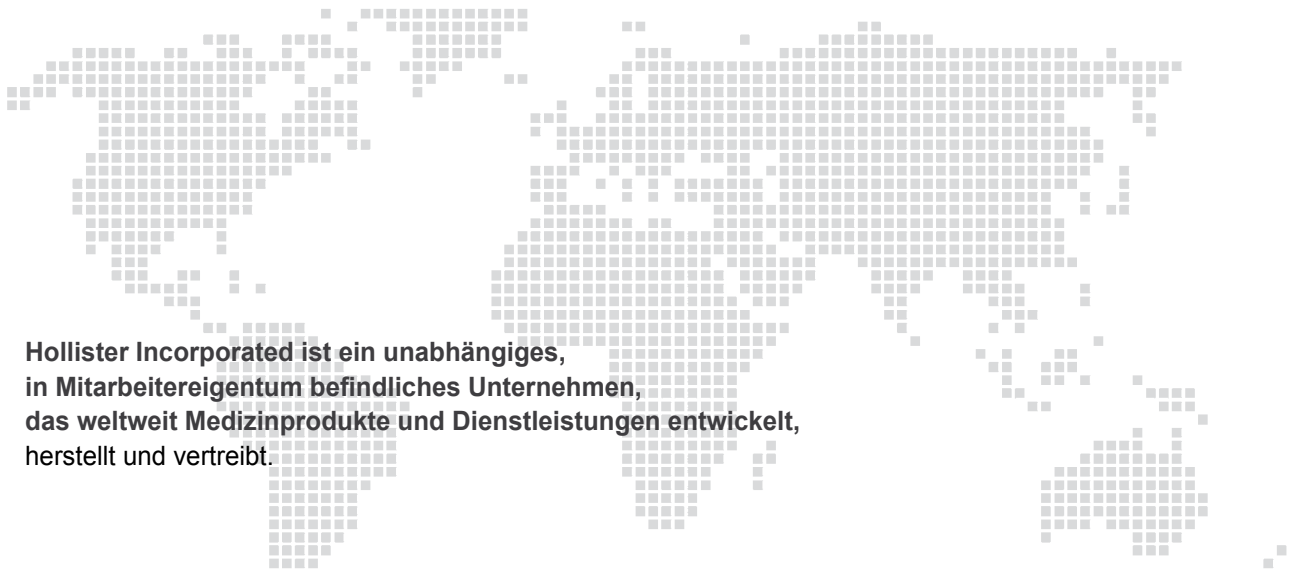 Hollister Incorporated ist ein unabhängiges,
in Mitarbeitereigentum befindliches Unternehmen,
das weltweit Medizinprodukte und Dienstleistungen entwickelt,
herstellt und vertreibt.